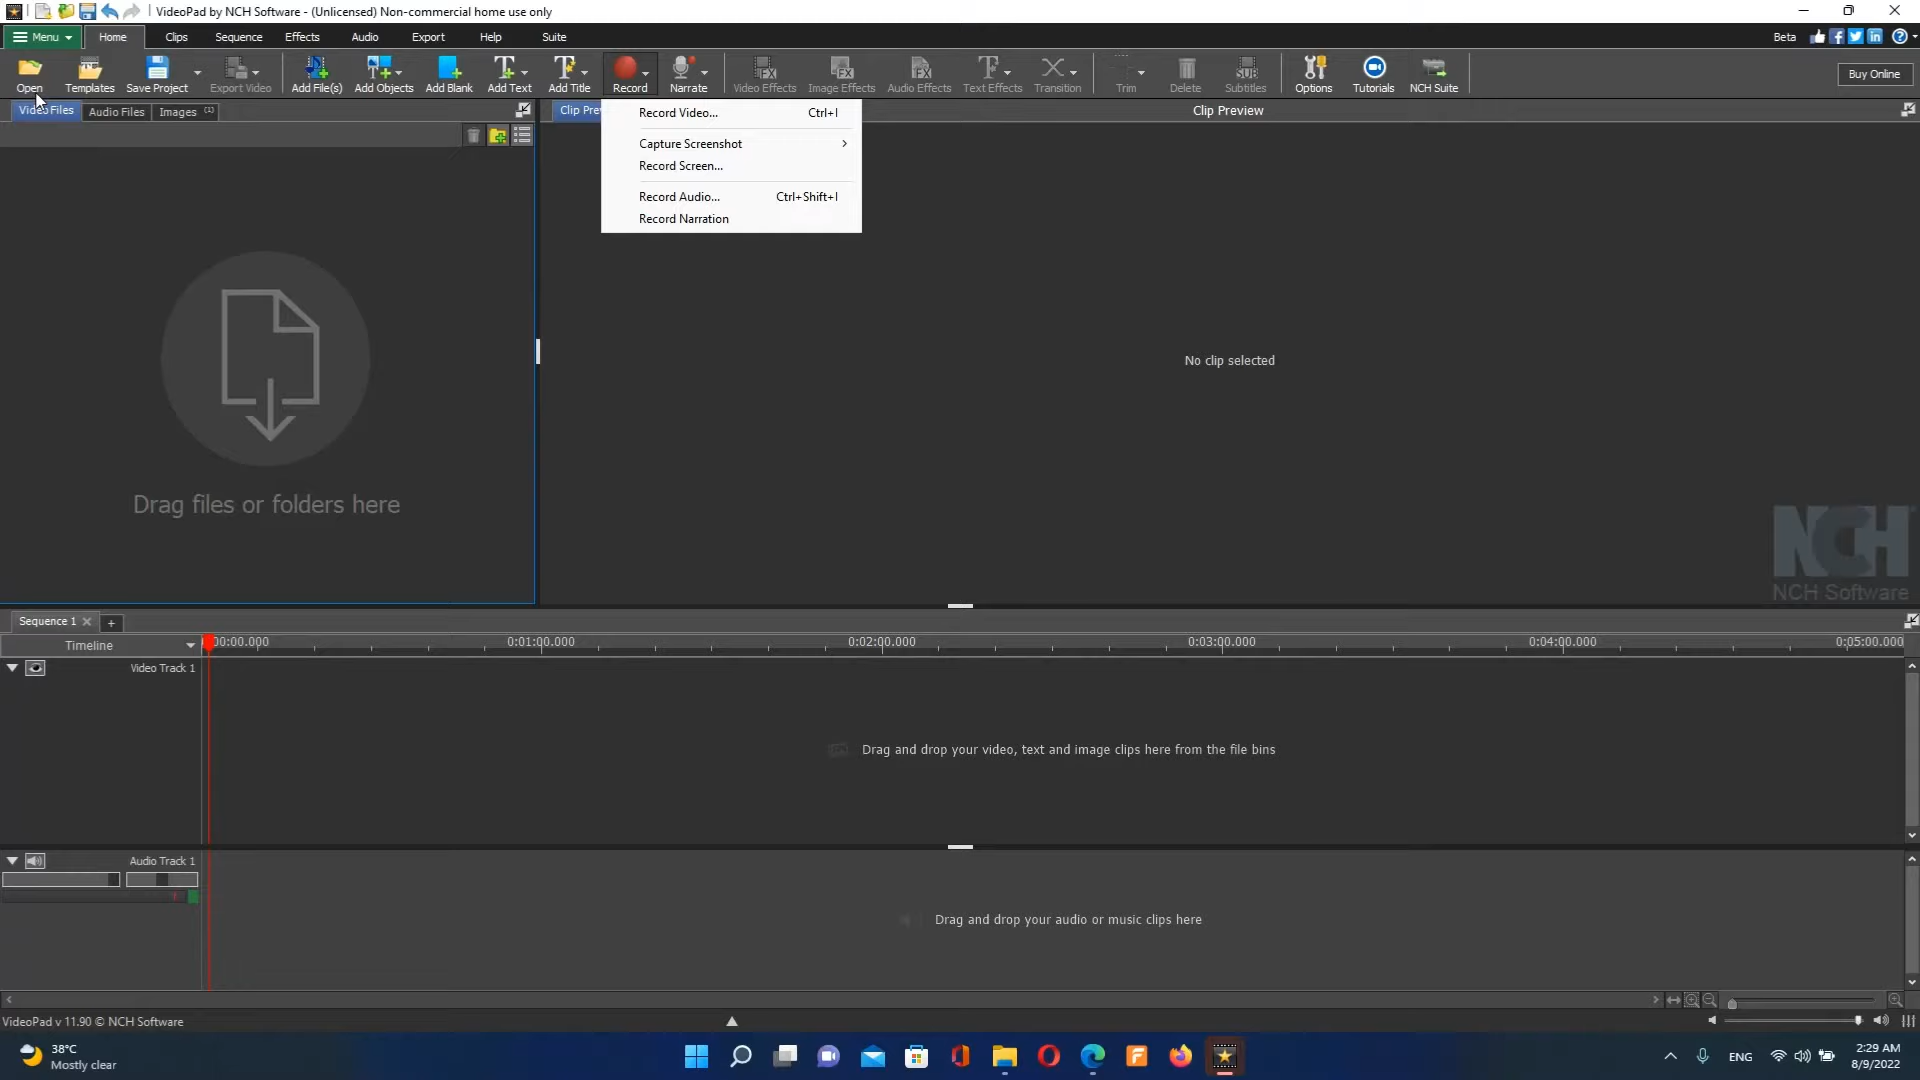 VideoPad by NCH Software - (Unlicensed) Non-commercial home use only
Menu Home Clips Sequence Effects Audio Export Help Suite Beta
Open Templates Save Project Export Video Add File(s) Add Objects Add Blank Add Text Add Title Record Narrate Video Effects Image Effects Audio Effects Text Effects Transition Trim Delete Subtitles Options Tutorials NCH Suite Buy Online
Video Files Audio Files Images (1) Clip Pre Clip Preview
Record Video... Ctrl+I
Capture Screenshot
Record Screen...
Record Audio... Ctrl+Shift+I
Record Narration
No clip selected
Drag files or folders here
NCH
NCH Software
Sequence 1
Timeline 00:00.000 0:01:00.000 0:02:00.000 0:03:00.000 0:04:00.000 0:05:00.000
Video Track 1
Drag and drop your video, text and image clips here from the file bins
Audio Track 1
Drag and drop your audio or music clips here
VideoPad v 11.90 © NCH Software
38°C
Mostly clear
ENG
2:29 AM
8/9/2022